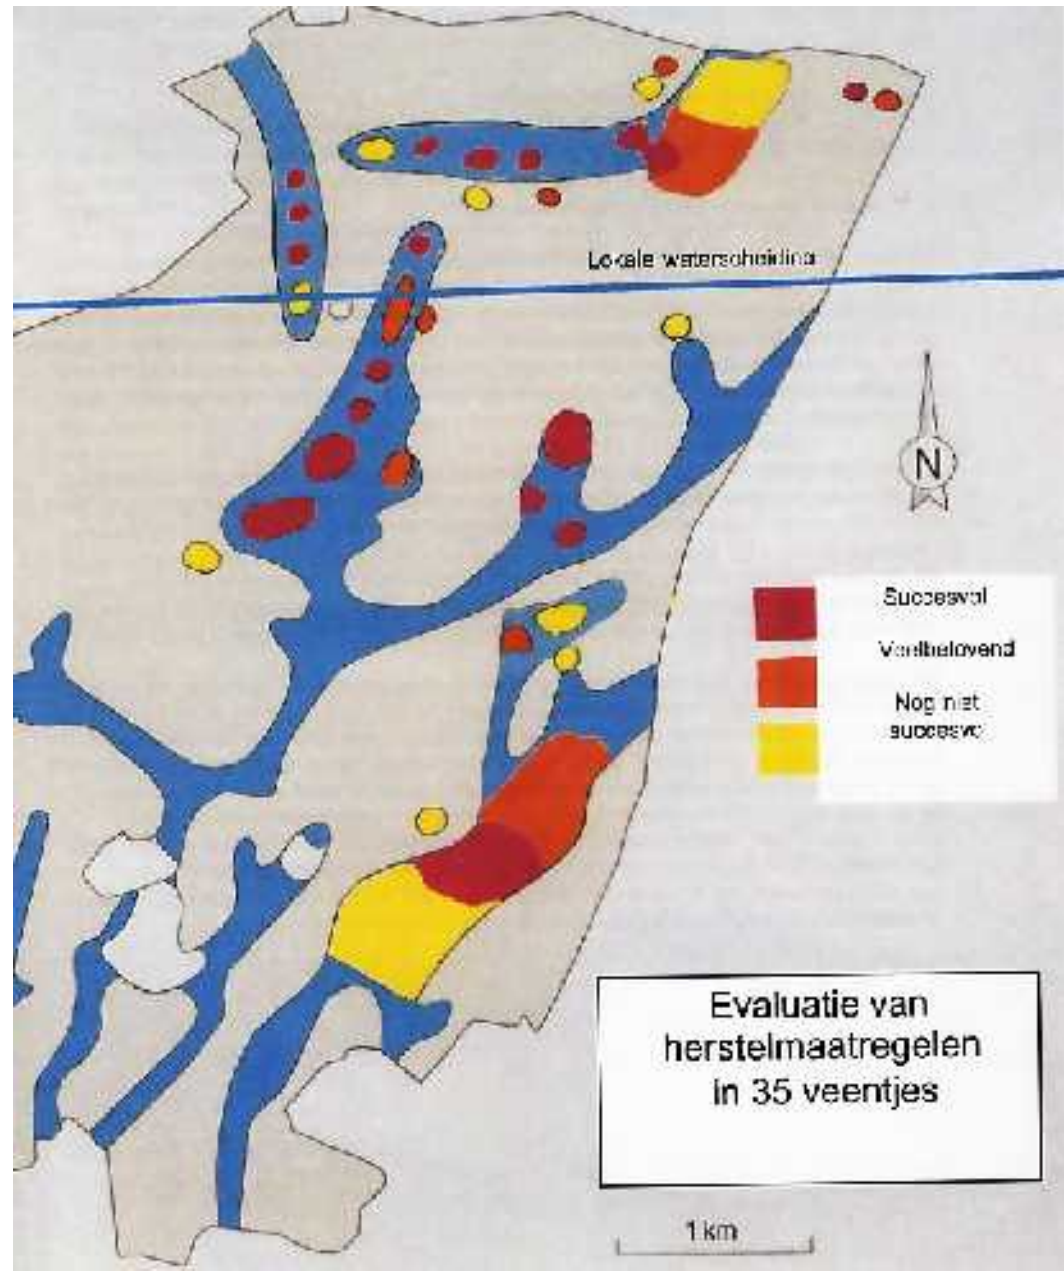 Lokale waterscheiding
N
Succesvol
Veelbelovend
Nog niet
succesvol
Evaluatie van
herstelmaatregelen
in 35 veentjes
1 km